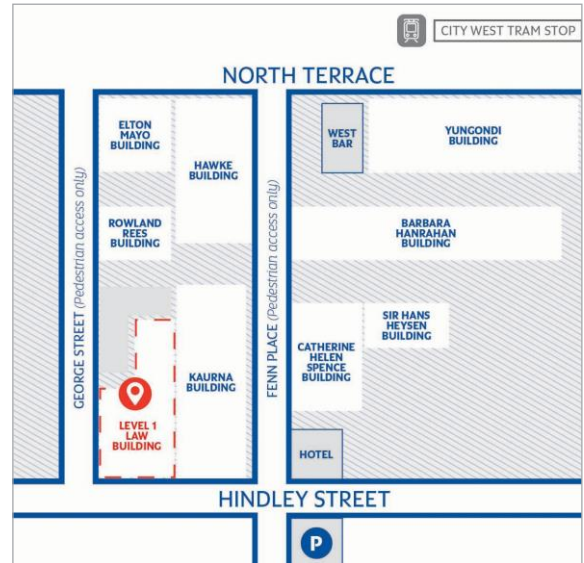 CITY WEST TRAM STOP
NORTH TERRACE
ELTON
MAYO
BUILDING
HAWKE
BUILDING
WEST
BAR
YUNGONDI
BUILDING
GEORGE STREET (Pedestrian access only)
ROWLAND
REES
BUILDING
FENN PLACE (Pedestrian access only)
BARBARA
HANRAHAN
BUILDING
KAURNA
BUILDING
CATHERINE
HELEN
SPENCE
BUILDING
SIR HANS
HEYSEN
BUILDING
LEVEL 1
LAW
BUILDING
HOTEL
HINDLEY STREET
P